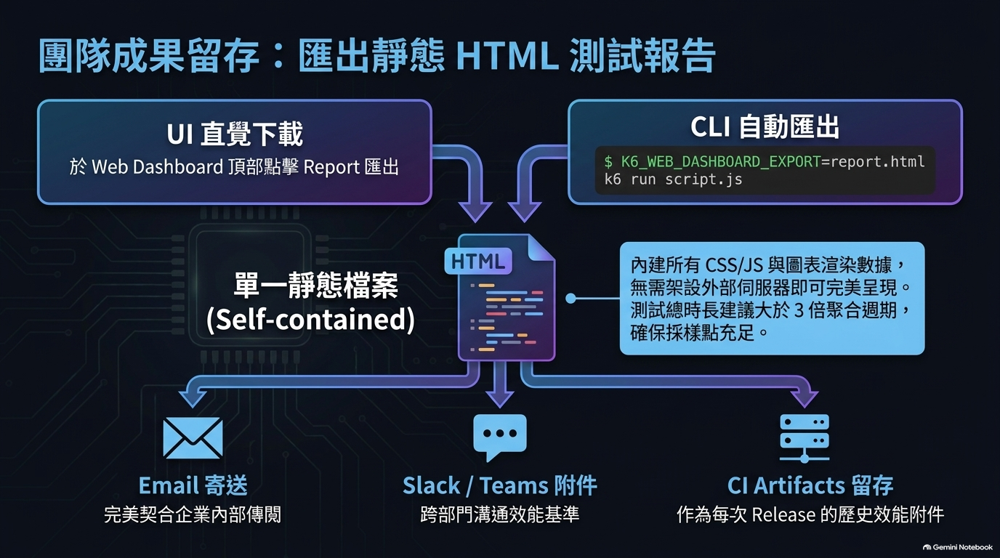 團隊成果留存：匯出靜態 HTML 測試報告
UI 直覺下載
於 Web Dashboard 頂部點擊 Report 匯出
CLI 自動匯出
$ K6_WEB_DASHBOARD_EXPORT=report.html
k6 run script.js
HTML
單一靜態檔案
(Self-contained)
內建所有 CSS/JS 與圖表渲染數據，
無需架設外部伺服器即可完美呈現。
測試總時長建議大於 3 倍聚合週期，
確保採樣點充足。
Email 寄送
完美契合企業內部傳閱
Slack / Teams 附件
跨部門溝通效能基準
CI Artifacts 留存
作為每次 Release 的歷史效能附件
Gemini Notebook